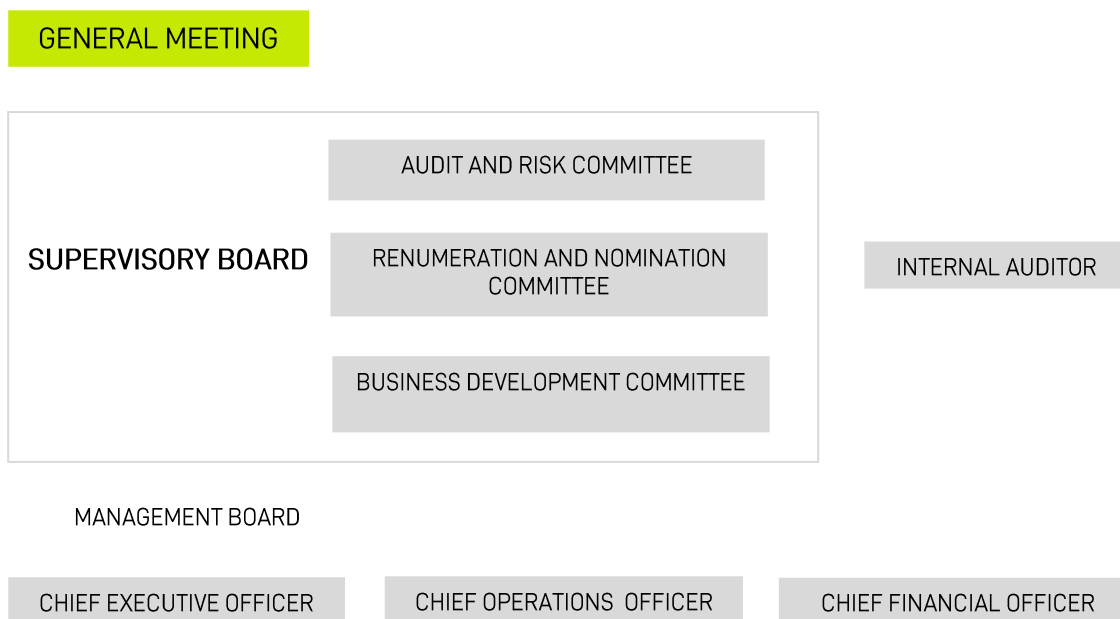 GENERAL MEETING
AUDIT AND RISK COMMITTEE
SUPERVISORY BOARD
RENUMERATION AND NOMINATION
COMMITTEE
INTERNAL AUDITOR
BUSINESS DEVELOPMENT COMMITTEE
MANAGEMENT BOARD
CHIEF EXECUTIVE OFFICER
CHIEF OPERATIONS OFFICER
CHIEF FINANCIAL OFFICER